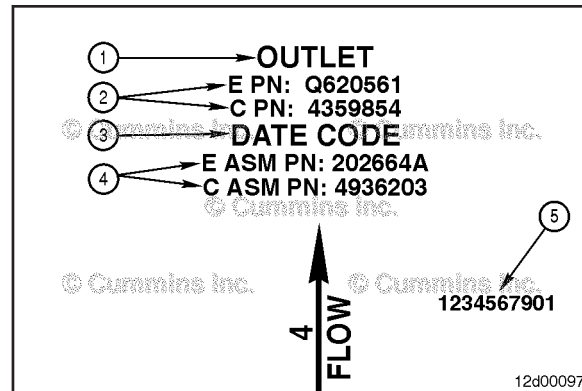 1
OUTLET
2
E PN: Q620561
C PN: 4359854
© Cummins Inc.
© Cummins Inc.
3
DATE CODE
4
E ASM PN: 202664A
C ASM PN: 4936203
© Cummins Inc.
5
© Cummins Inc.
© Cummins Inc.
1234567901
4
FLOW
12d00097